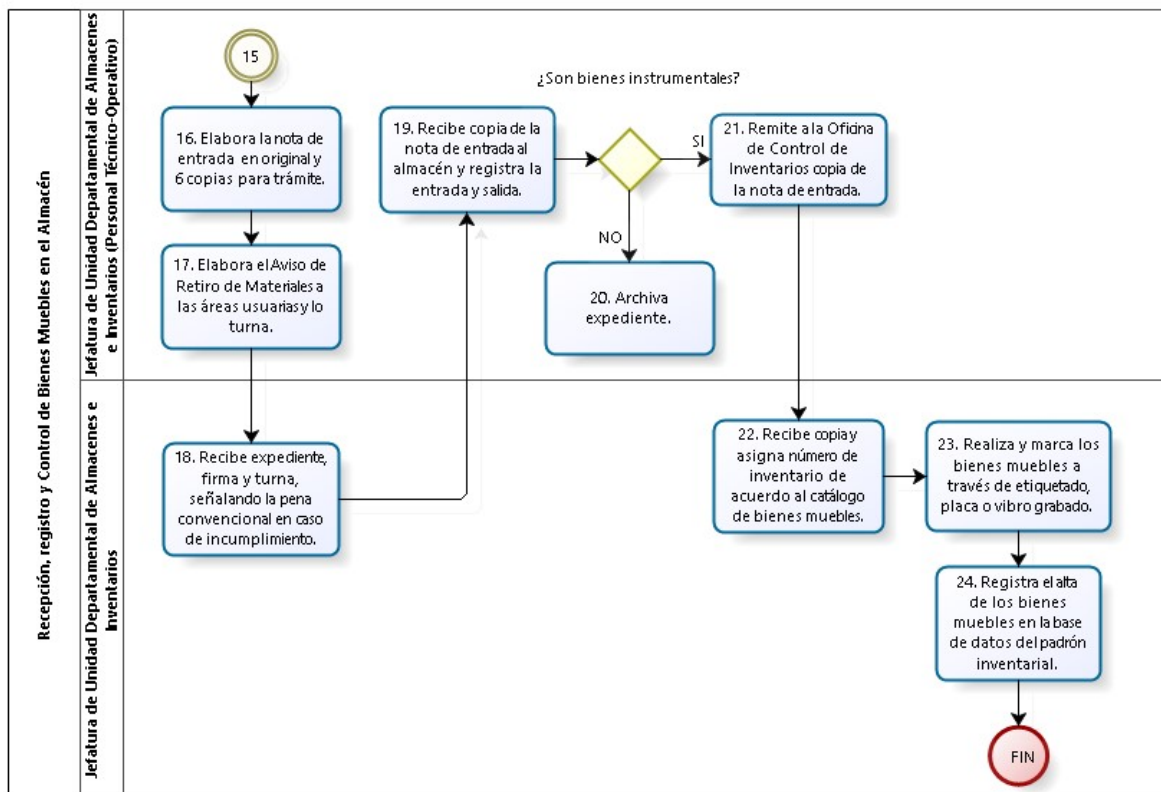 Recepción, registro y Control de Bienes Muebles en el Almacén
Jefatura de Unidad Departamental de Almacenes
e Inventarios (Personal Técnico-Operativo)
15
16. Elabora la nota de
entrada en original y
6 copias para trámite.
17. Elabora el Aviso de
Retiro de Materiales a
las áreas usuarias y lo
turna.
19. Recibe copia de la
nota de entrada al
almacén y registra la
entrada y salida.
¿Son bienes instrumentales?
SI
NO
20. Archiva
expediente.
21. Remite a la Oficina
de Control de
Inventarios copia de
la nota de entrada.
Jefatura de Unidad Departamental de Almacenes e
Inventarios
18. Recibe expediente,
firma y turna,
señalando la pena
convencional en caso
de incumplimiento.
22. Recibe copia y
asigna número de
inventario de
acuerdo al catálogo
de bienes muebles.
23. Realiza y marca los
bienes muebles a
través de etiquetado,
placa o vibro grabado.
24. Registra el alta
de los bienes
muebles en la base
de datos del padrón
inventarial.
FIN